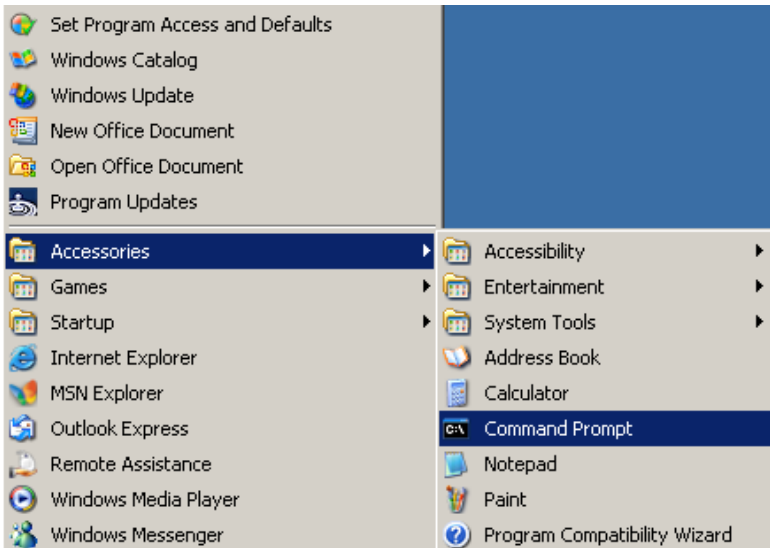 Set Program Access and Defaults
Windows Catalog
Windows Update
New Office Document
Open Office Document
Program Updates
Accessories
Games
Startup
Internet Explorer
MSN Explorer
Outlook Express
Remote Assistance
Windows Media Player
Windows Messenger
Accessibility
Entertainment
System Tools
Address Book
Calculator
C:\
Command Prompt
Notepad
Paint
Program Compatibility Wizard